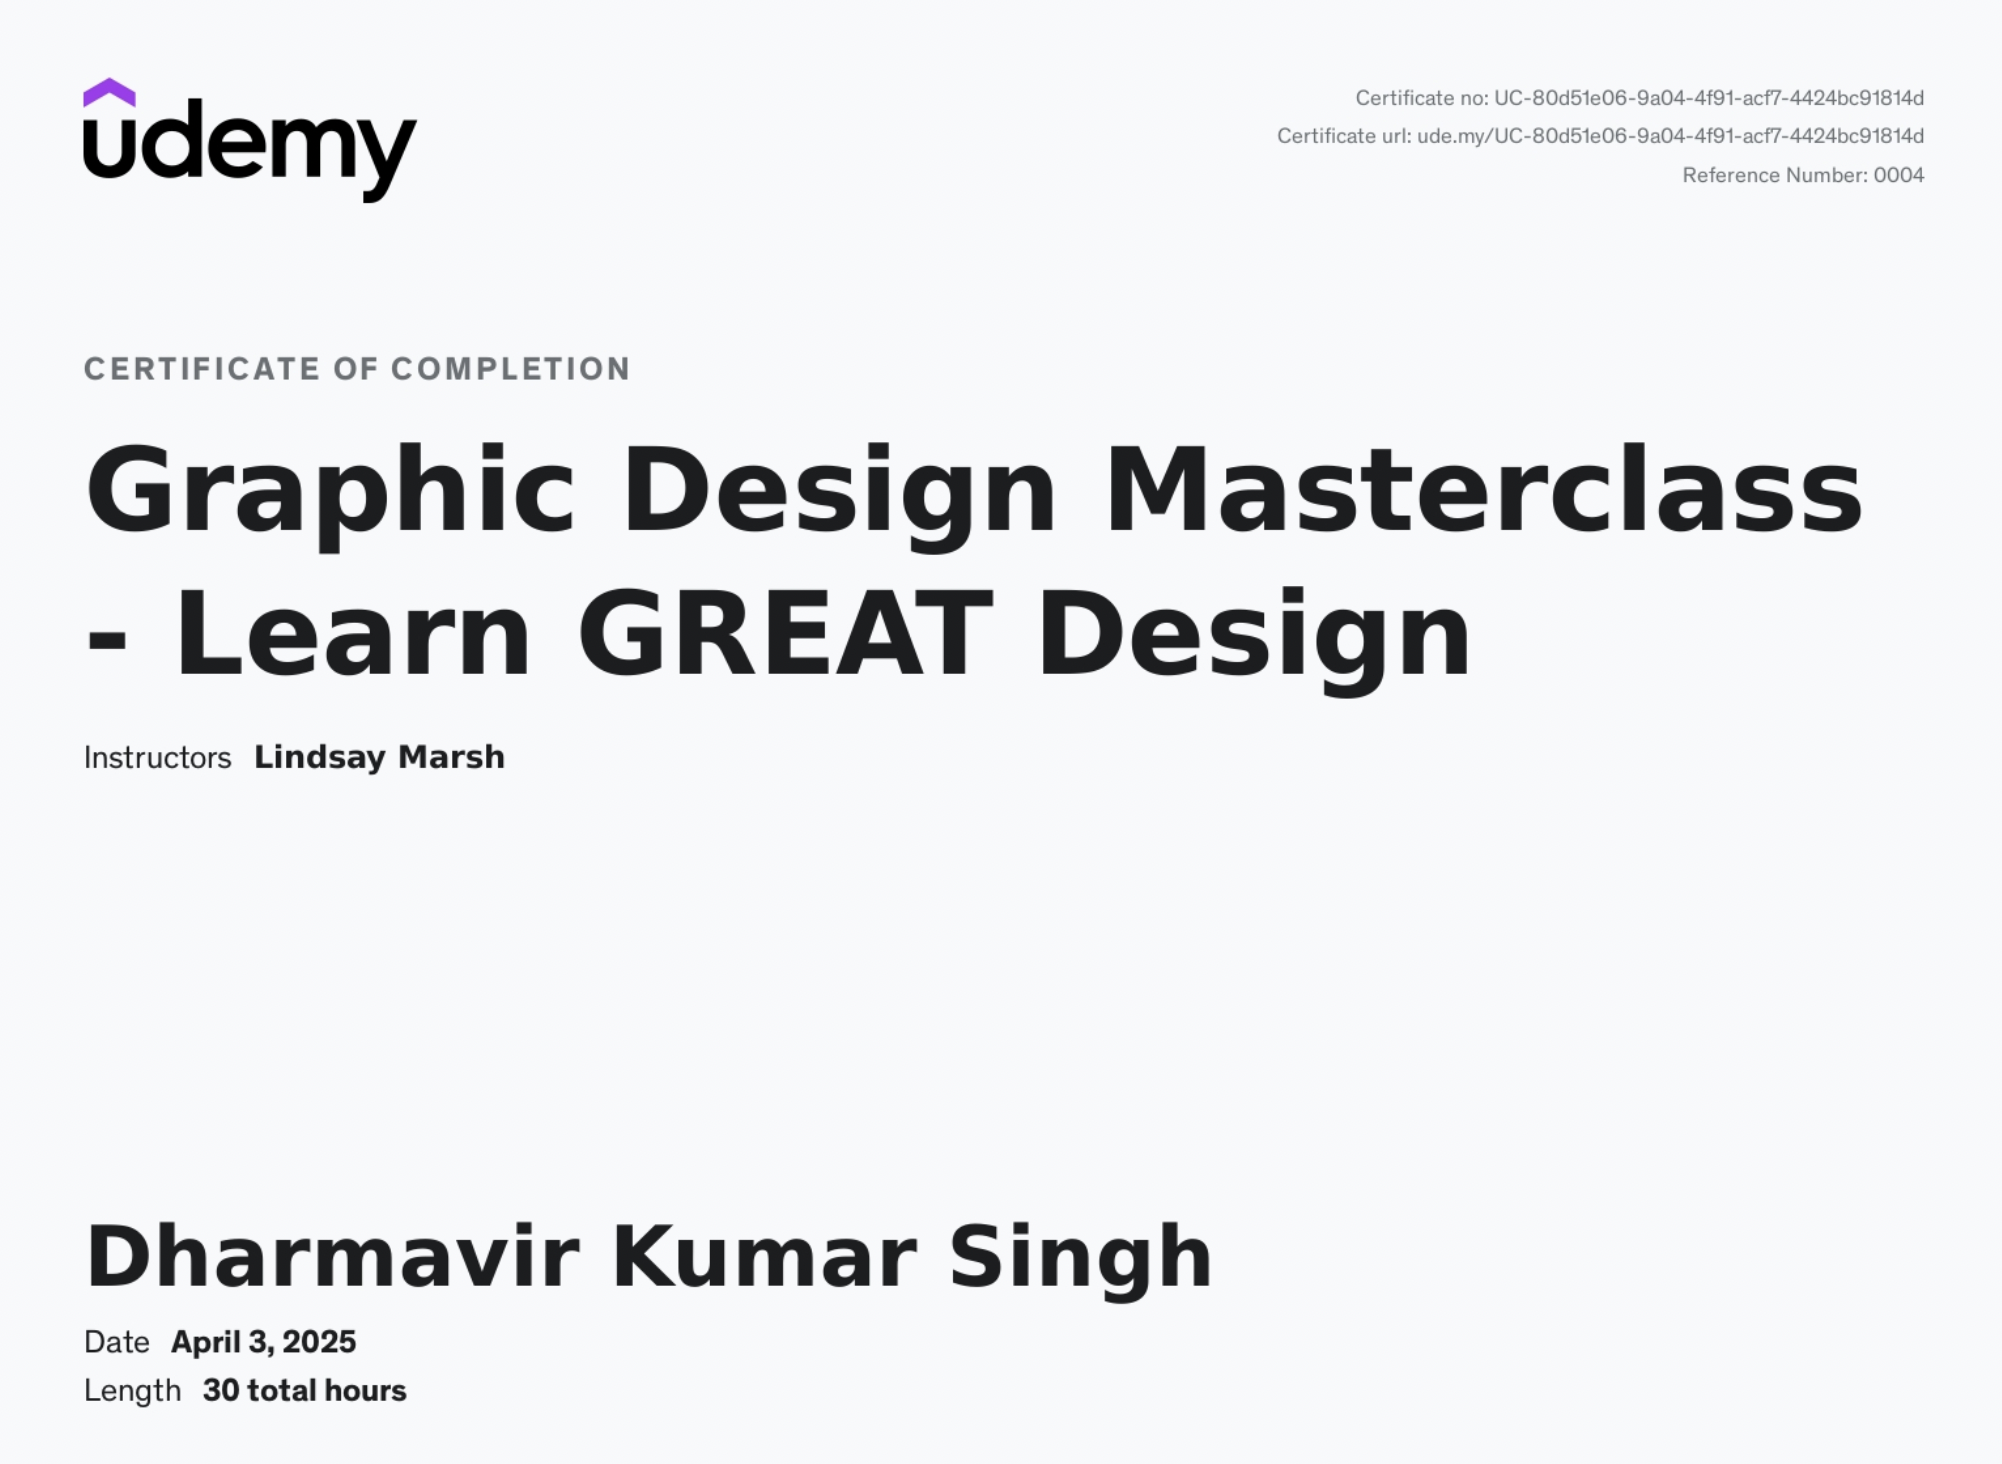 udemy
Certificate no: UC-80d51e06-9a04-4f91-acf7-4424bc91814d
Certificate url: ude.my/UC-80d51e06-9a04-4f91-acf7-4424bc91814d
Reference Number: 0004
CERTIFICATE OF COMPLETION
Graphic Design Masterclass
- Learn GREAT Design
Instructors Lindsay Marsh
Dharmavir Kumar Singh
Date April 3, 2025
Length 30 total hours